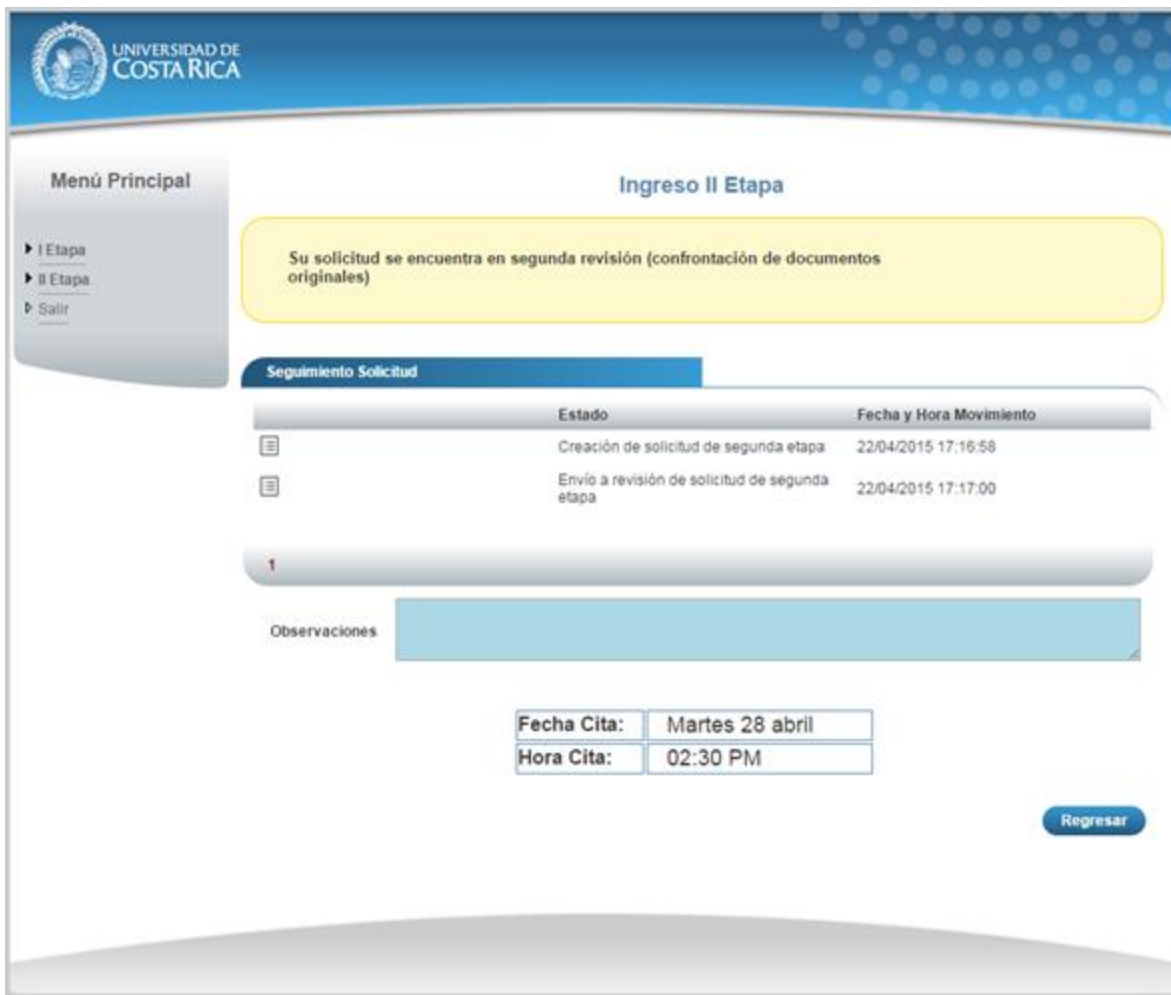 UNIVERSIDAD DE
COSTA RICA
Menú Principal
I Etapa
II Etapa
Salir
Ingreso II Etapa
Su solicitud se encuentra en segunda revisión (confrontación de documentos
originales)
Seguimiento Solicitud
Estado Fecha y Hora Movimiento
Creación de solicitud de segunda etapa 22/04/2015 17:16:58
Envío a revisión de solicitud de segunda
etapa 22/04/2015 17:17:00
1
Observaciones
Fecha Cita: Martes 28 abril
Hora Cita: 02:30 PM
Regresar